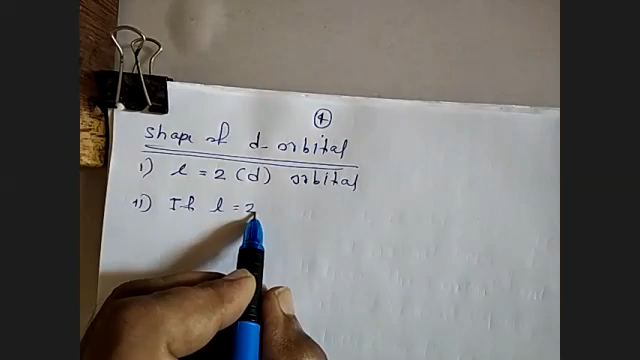 4
Shape of d-orbital
i) l = 2 (d) orbital
ii) If l = 2